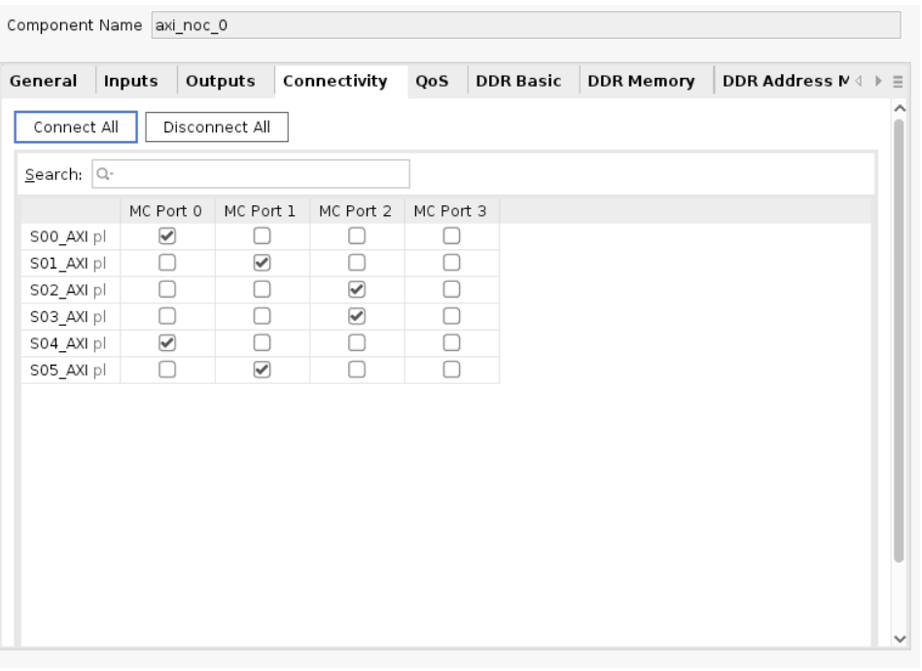 Component Name axi_noc_0
General Inputs Outputs Connectivity QoS DDR Basic DDR Memory DDR Address M
Connect All Disconnect All
Search:
MC Port 0 MC Port 1 MC Port 2 MC Port 3
S00_AXI pl
S01_AXI pl
S02_AXI pl
S03_AXI pl
S04_AXI pl
S05_AXI pl